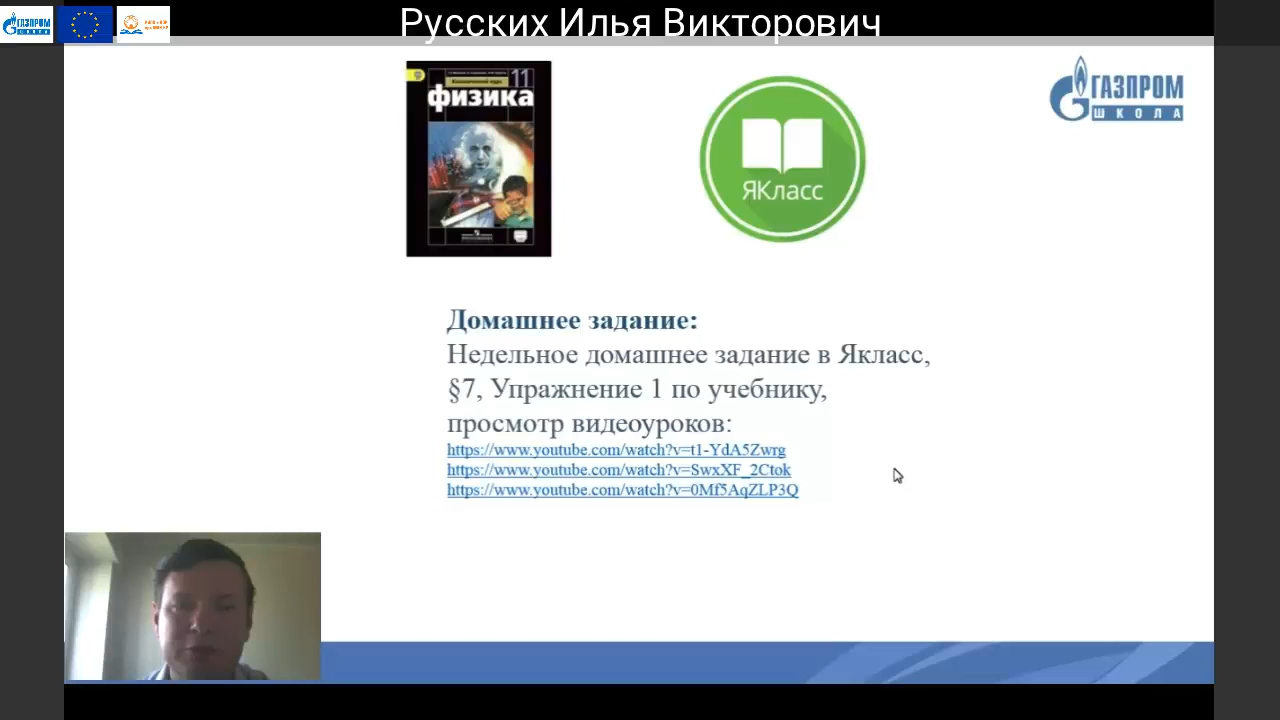 Русских Илья Викторович
ГАЗПРОМ
ШКОЛА
11
физика
ГАЗПРОМ
ШКОЛА
ЯКласс
Домашнее задание:
Недельное домашнее задание в Якласс,
§7, Упражнение 1 по учебнику,
просмотр видеоуроков:
https://www.youtube.com/watch?v=t1-YdA5Zwrg
https://www.youtube.com/watch?v=SwxXF_2Ctok
https://www.youtube.com/watch?v=0Mf5AqZLP3Q